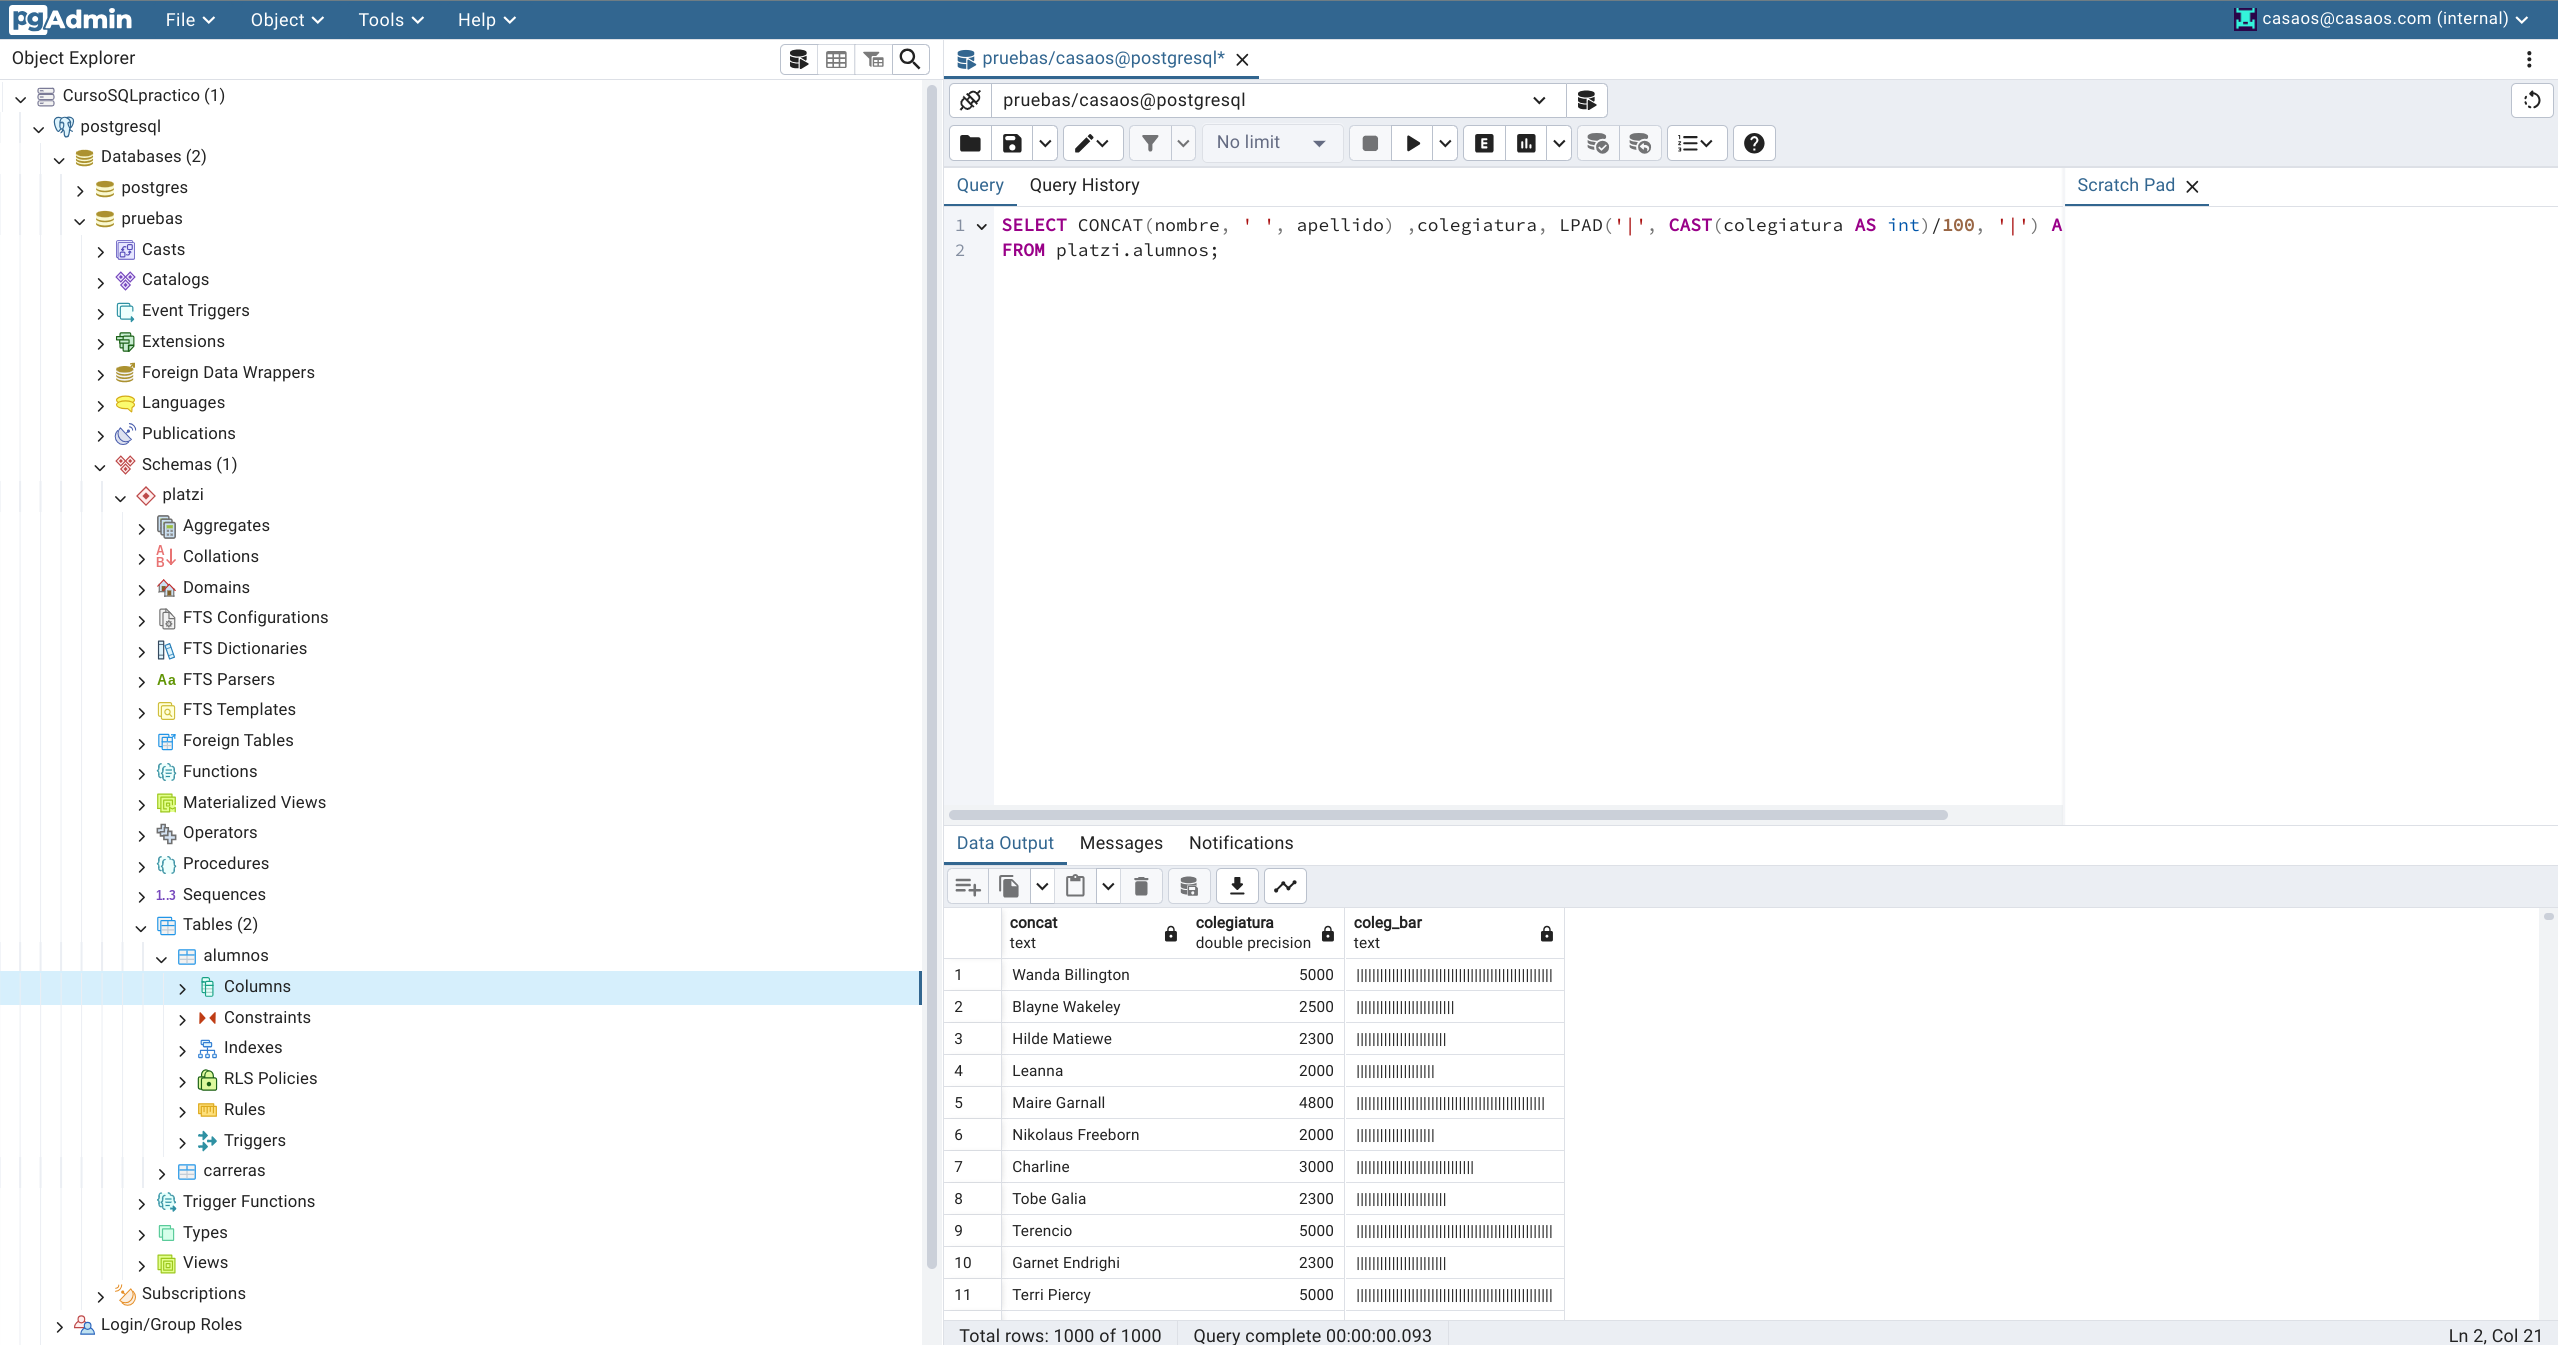 pgAdmin File Object Tools Help casaos@casaos.com (internal)
Object Explorer
CursoSQLpractico (1)
postgresql
Databases (2)
postgres
pruebas
Casts
Catalogs
Event Triggers
Extensions
Foreign Data Wrappers
Languages
Publications
Schemas (1)
platzi
Aggregates
Collations
Domains
FTS Configurations
FTS Dictionaries
Aa FTS Parsers
FTS Templates
Foreign Tables
Functions
Materialized Views
Operators
Procedures
1..3 Sequences
Tables (2)
alumnos
Columns
Constraints
Indexes
RLS Policies
Rules
Triggers
carreras
Trigger Functions
Types
Views
Subscriptions
Login/Group Roles
pruebas/casaos@postgresql*
pruebas/casaos@postgresql
No limit E
Query Query History
Scratch Pad
1 SELECT CONCAT(nombre, ' ', apellido) ,colegiatura, LPAD('|', CAST(colegiatura AS int)/100, '|') A
2 FROM platzi.alumnos;
Data Output Messages Notifications
concat colegiatura coleg_bar
text double precision text
1 Wanda Billington 5000 ||||||||||||||||||||||||||||||||||||||||||||||||||
2 Blayne Wakeley 2500 |||||||||||||||||||||||||
3 Hilde Matiewe 2300 |||||||||||||||||||||||
4 Leanna 2000 ||||||||||||||||||||
5 Maire Garnall 4800 ||||||||||||||||||||||||||||||||||||||||||||||||
6 Nikolaus Freeborn 2000 ||||||||||||||||||||
7 Charline 3000 ||||||||||||||||||||||||||||||
8 Tobe Galia 2300 |||||||||||||||||||||||
9 Terencio 5000 ||||||||||||||||||||||||||||||||||||||||||||||||||
10 Garnet Endrighi 2300 |||||||||||||||||||||||
11 Terri Piercy 5000 ||||||||||||||||||||||||||||||||||||||||||||||||||
Total rows: 1000 of 1000 Query complete 00:00:00.093 Ln 2, Col 21